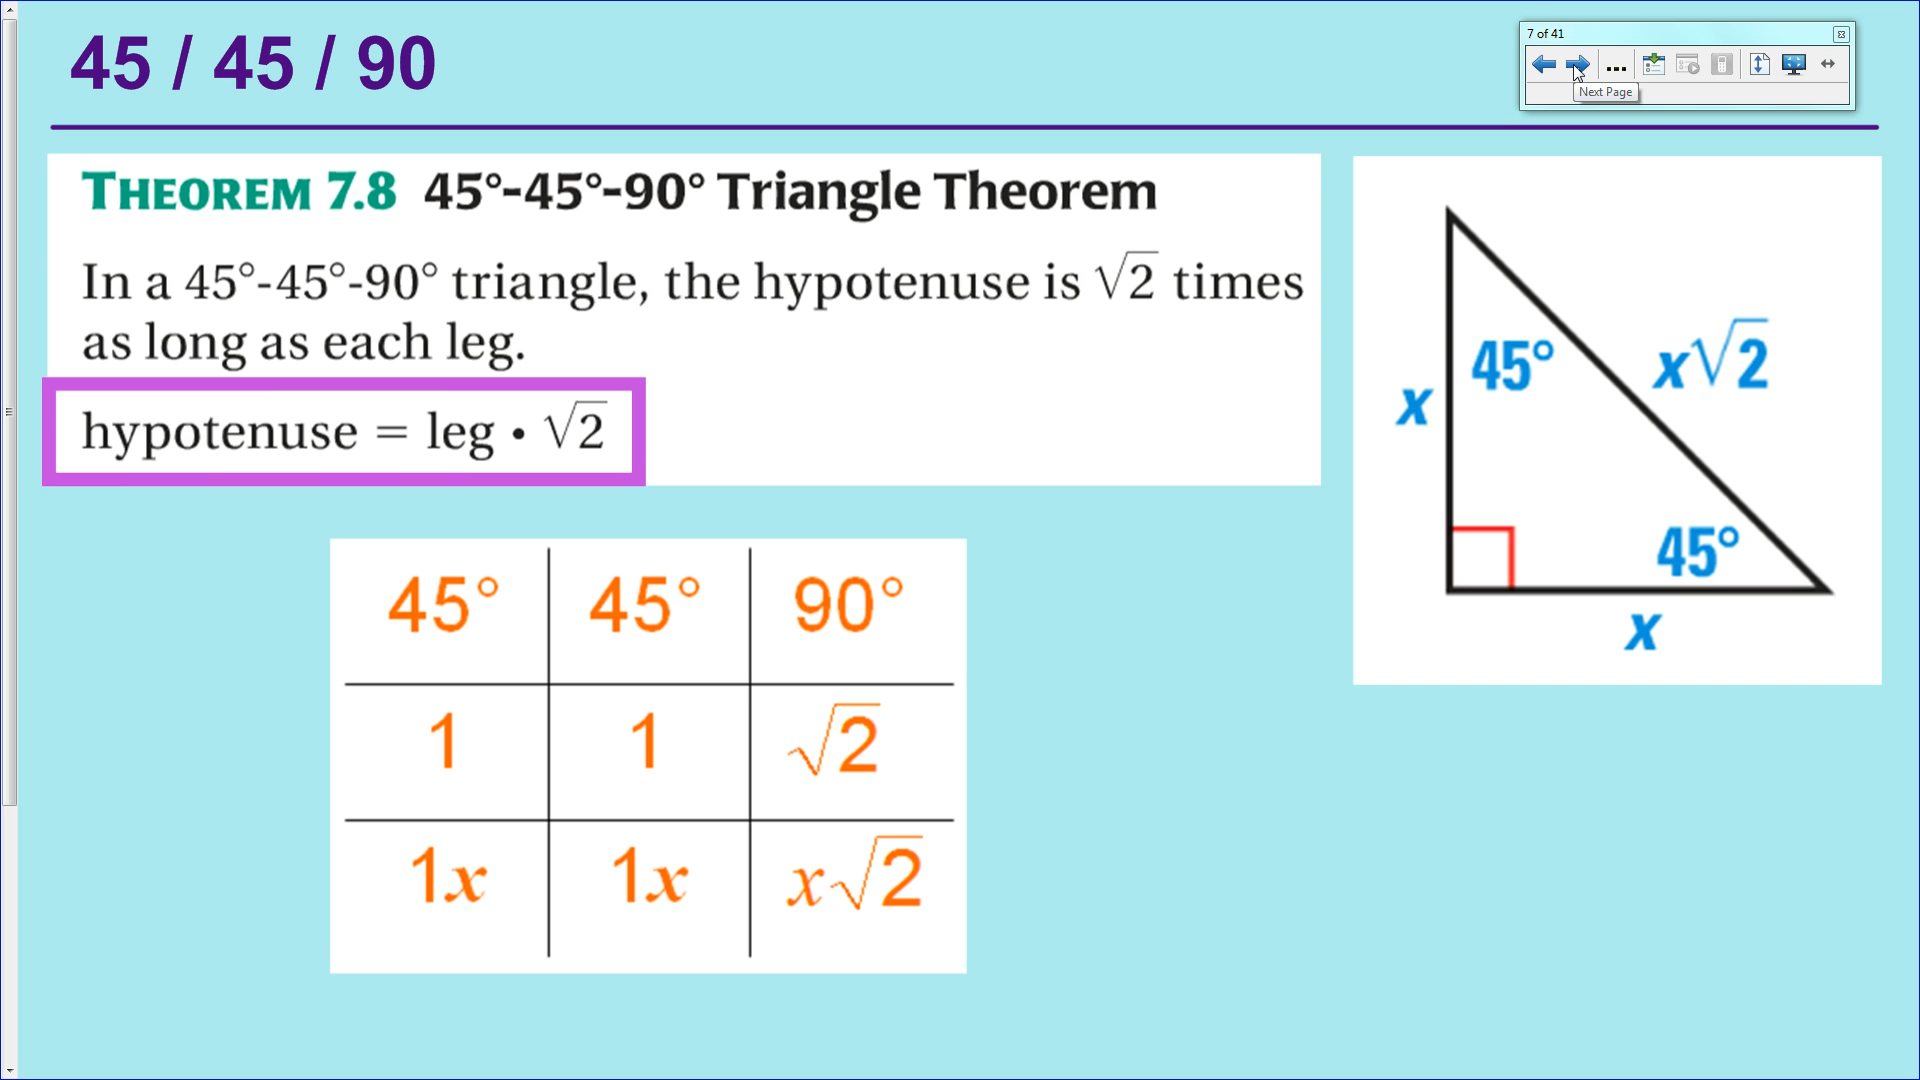 45 / 45 / 90
7 of 41
Next Page
THEOREM 7.8 45°-45°-90° Triangle Theorem
In a 45°-45°-90° triangle, the hypotenuse is √2 times
as long as each leg.
hypotenuse = leg • √2
45°
x√2
x
45°
x
45° 45° 90°
1 1 √2
1x 1x x√2